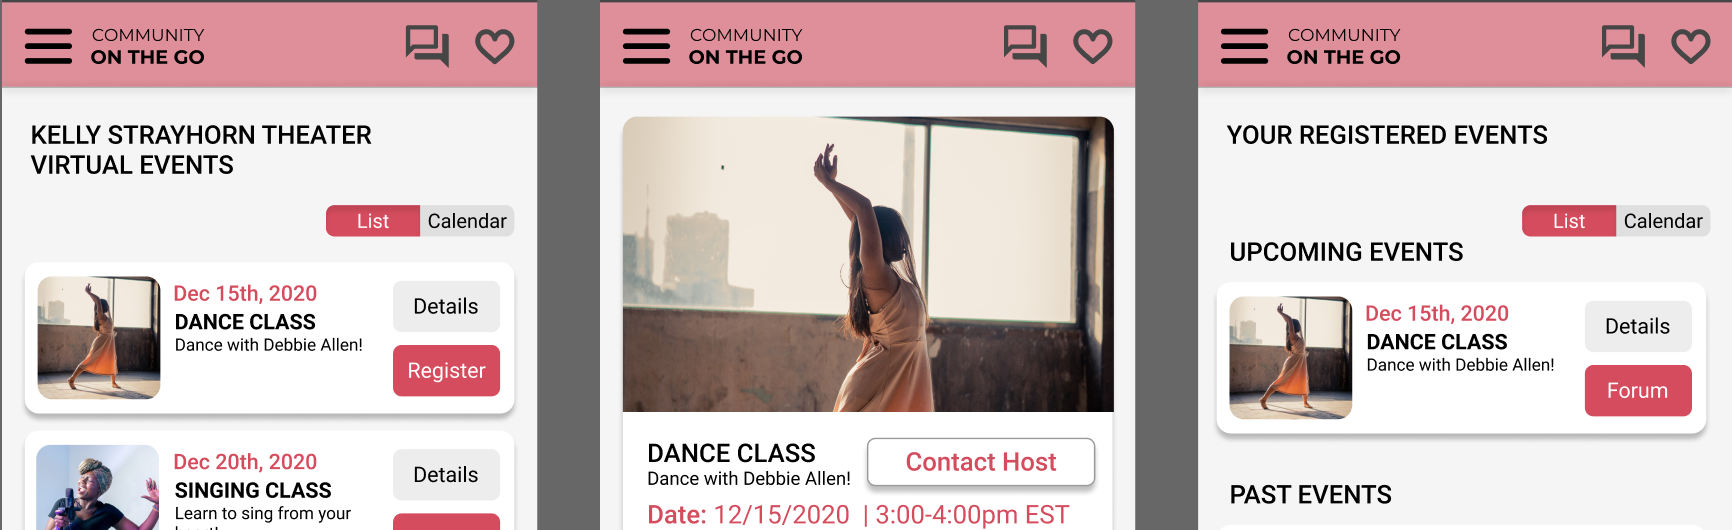 COMMUNITY
ON THE GO
KELLY STRAYHORN THEATER
VIRTUAL EVENTS
List
Calendar
Dec 15th, 2020
DANCE CLASS
Dance with Debbie Allen!
Details
Register
Dec 20th, 2020
SINGING CLASS
Learn to sing from your
Details
COMMUNITY
ON THE GO
DANCE CLASS
Dance with Debbie Allen!
Contact Host
Date: 12/15/2020 | 3:00-4:00pm EST
COMMUNITY
ON THE GO
YOUR REGISTERED EVENTS
List
Calendar
UPCOMING EVENTS
Dec 15th, 2020
DANCE CLASS
Dance with Debbie Allen!
Details
Forum
PAST EVENTS